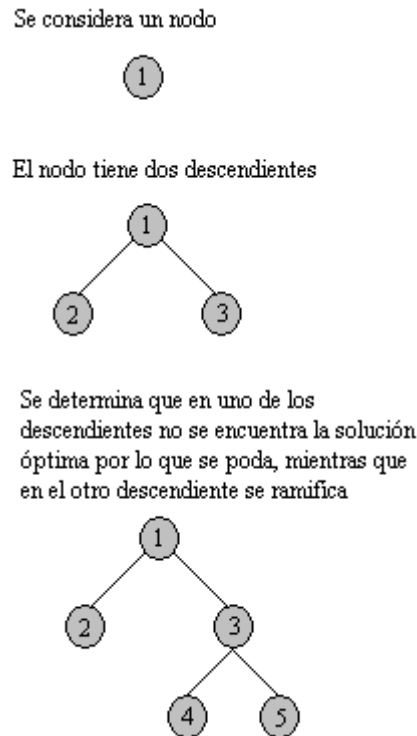 Se considera un nodo
1
El nodo tiene dos descendientes
1
2 3
Se determina que en uno de los
descendientes no se encuentra la solución
óptima por lo que se poda, mientras que
en el otro descendiente se ramifica
1
2 3
4 5